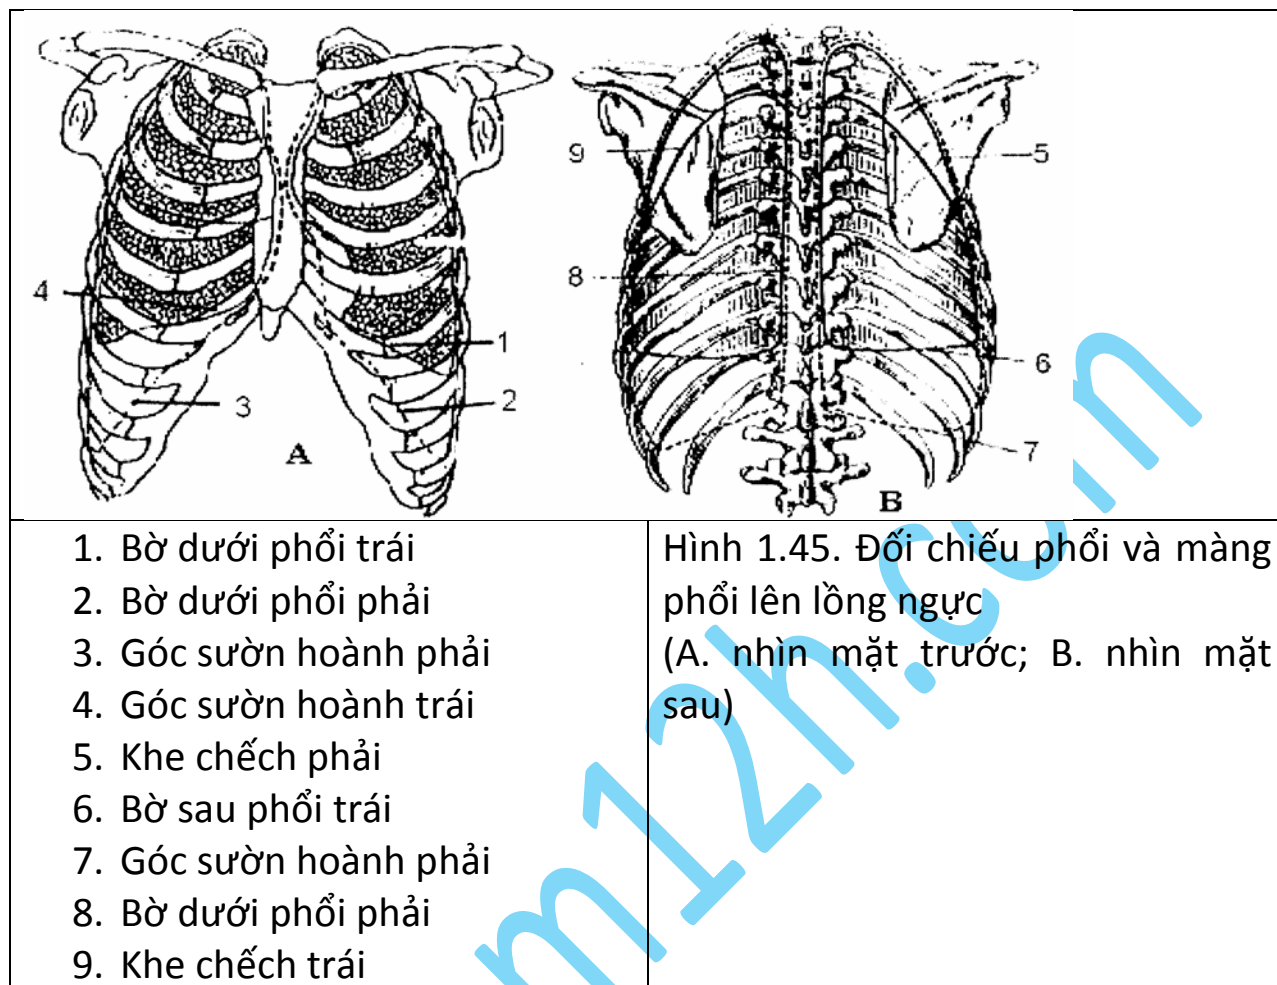 9
5
8
4
1
6
3
2
7
A
B
1. Bờ dưới phổi trái
2. Bờ dưới phổi phải
3. Góc sườn hoành phải
4. Góc sườn hoành trái
5. Khe chếch phải
6. Bờ sau phổi trái
7. Góc sườn hoành phải
8. Bờ dưới phổi phải
9. Khe chếch trái
Hình 1.45. Đối chiếu phổi và màng
phổi lên lồng ngực
(A. nhìn mặt trước; B. nhìn mặt
sau)
m12h.com